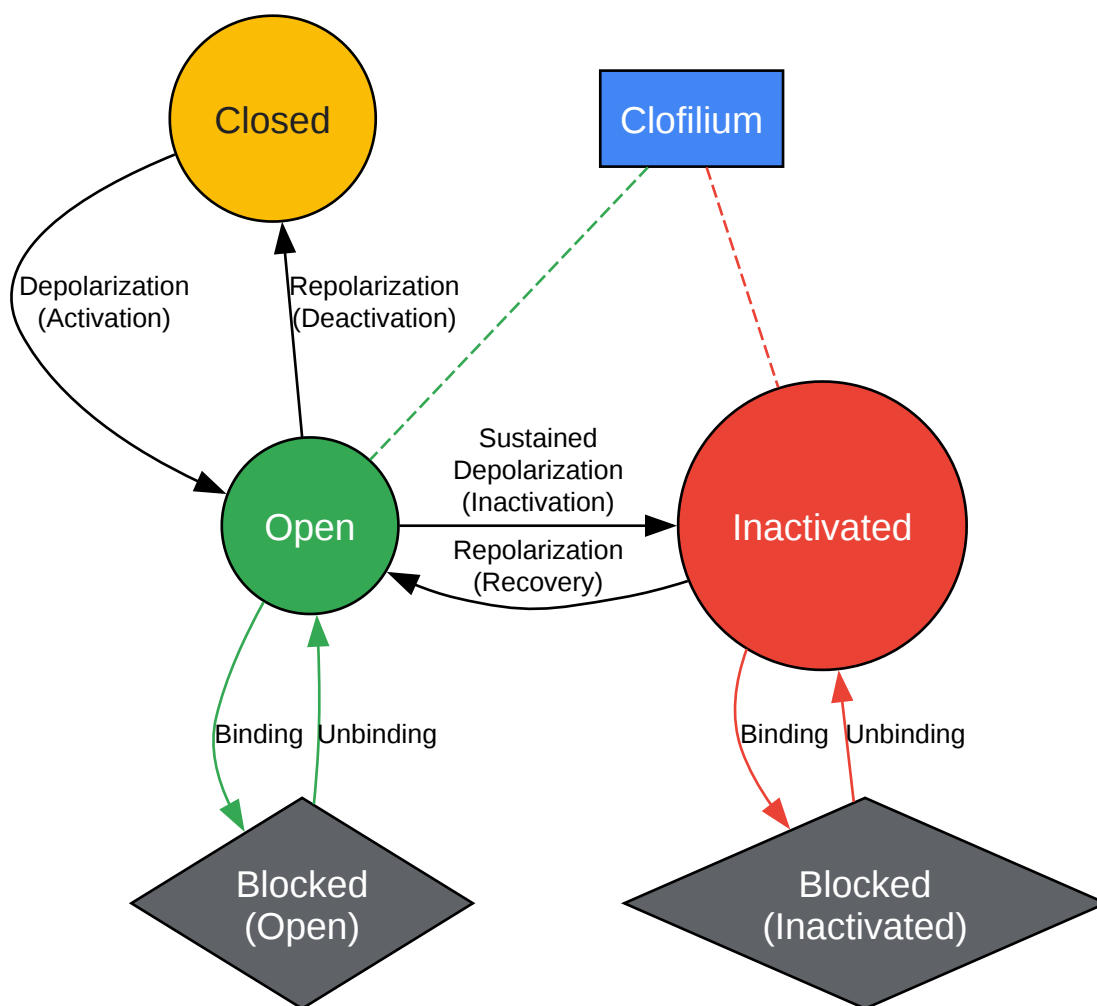 Closed
Clofilium
Depolarization
(Activation)
Repolarization
(Deactivation)
Sustained
Depolarization
(Inactivation)
Open
Inactivated
Repolarization
(Recovery)
Binding
Unbinding
Binding
Unbinding
Blocked
(Open)
Blocked
(Inactivated)